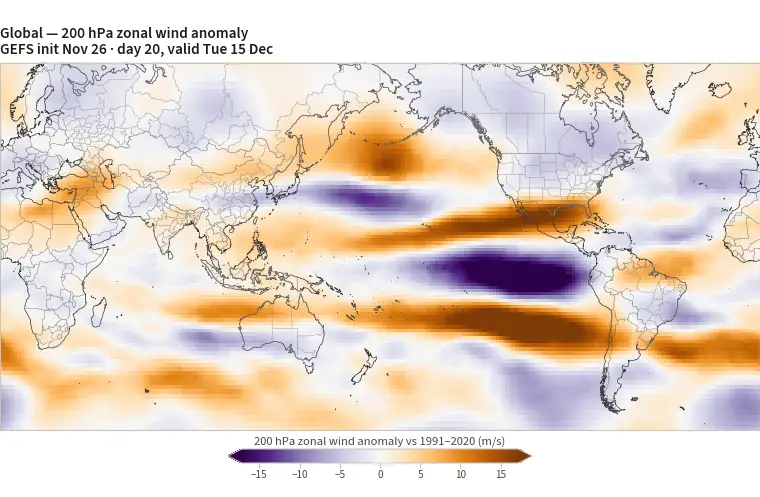 Global — 200 hPa zonal wind anomaly
GEFS init Nov 26 · day 20, valid Tue 15 Dec
200 hPa zonal wind anomaly vs 1991–2020 (m/s)
−15 −10 −5 0 5 10 15